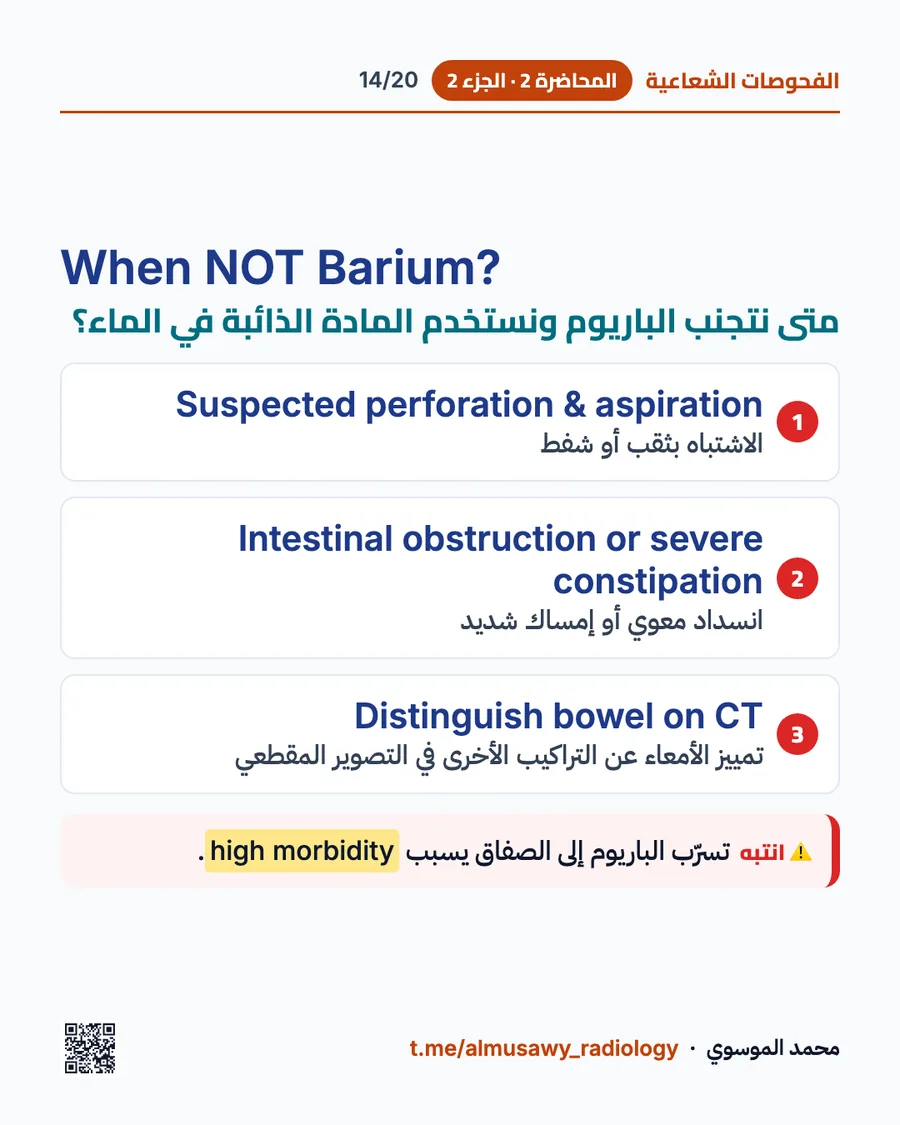 الفحوصات الشعاعية المحاضرة 2 · الجزء 2 14/20
When NOT Barium?
متى نتجنب الباريوم ونستخدم المادة الذائبة في الماء؟
1
Suspected perforation & aspiration
الاشتباه بثقب أو شفط
2
Intestinal obstruction or severe
constipation
انسداد معوي أو إمساك شديد
3
Distinguish bowel on CT
تمييز الأمعاء عن التراكيب الأخرى في التصوير المقطعي
⚠️ انتبه تسرّب الباريوم إلى الصفاق يسبب high morbidity.
محمد الموسوي · t.me/almusawy_radiology